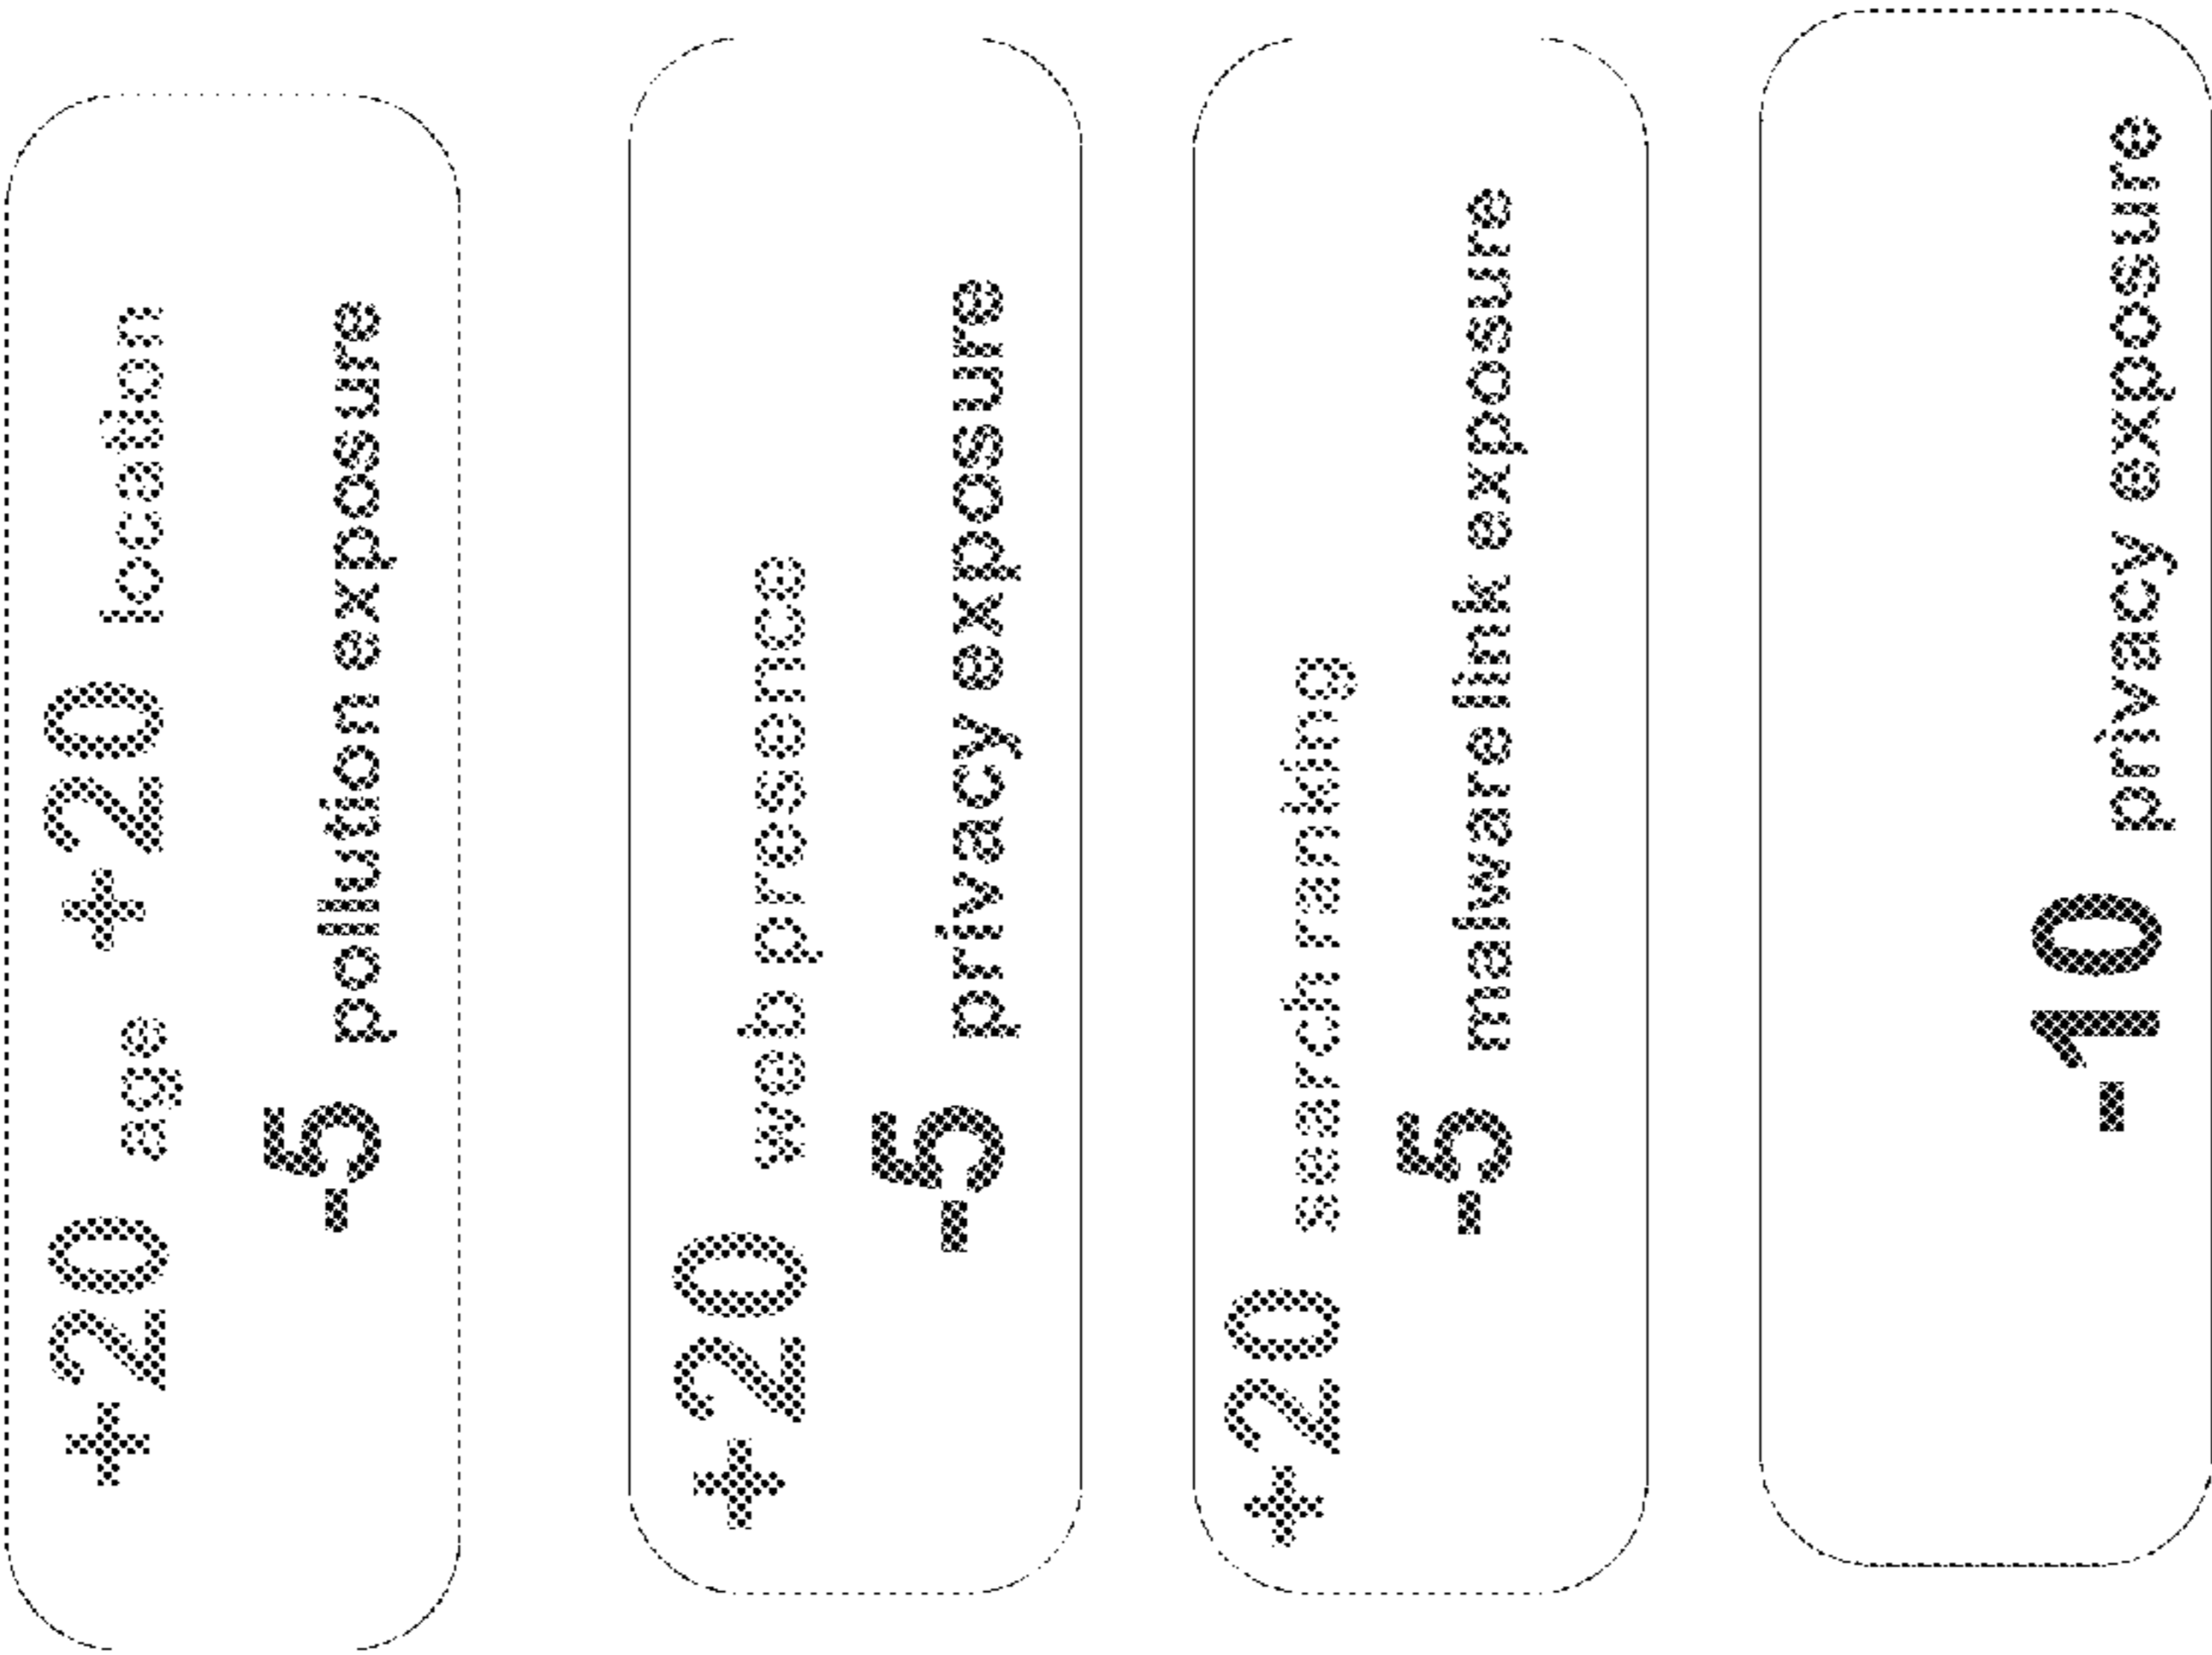 +20 age +20 location
-5 pollution exposure
+20 web presence
-5 privacy exposure
+20 search ranking
-5 malware link exposure
-10 privacy exposure